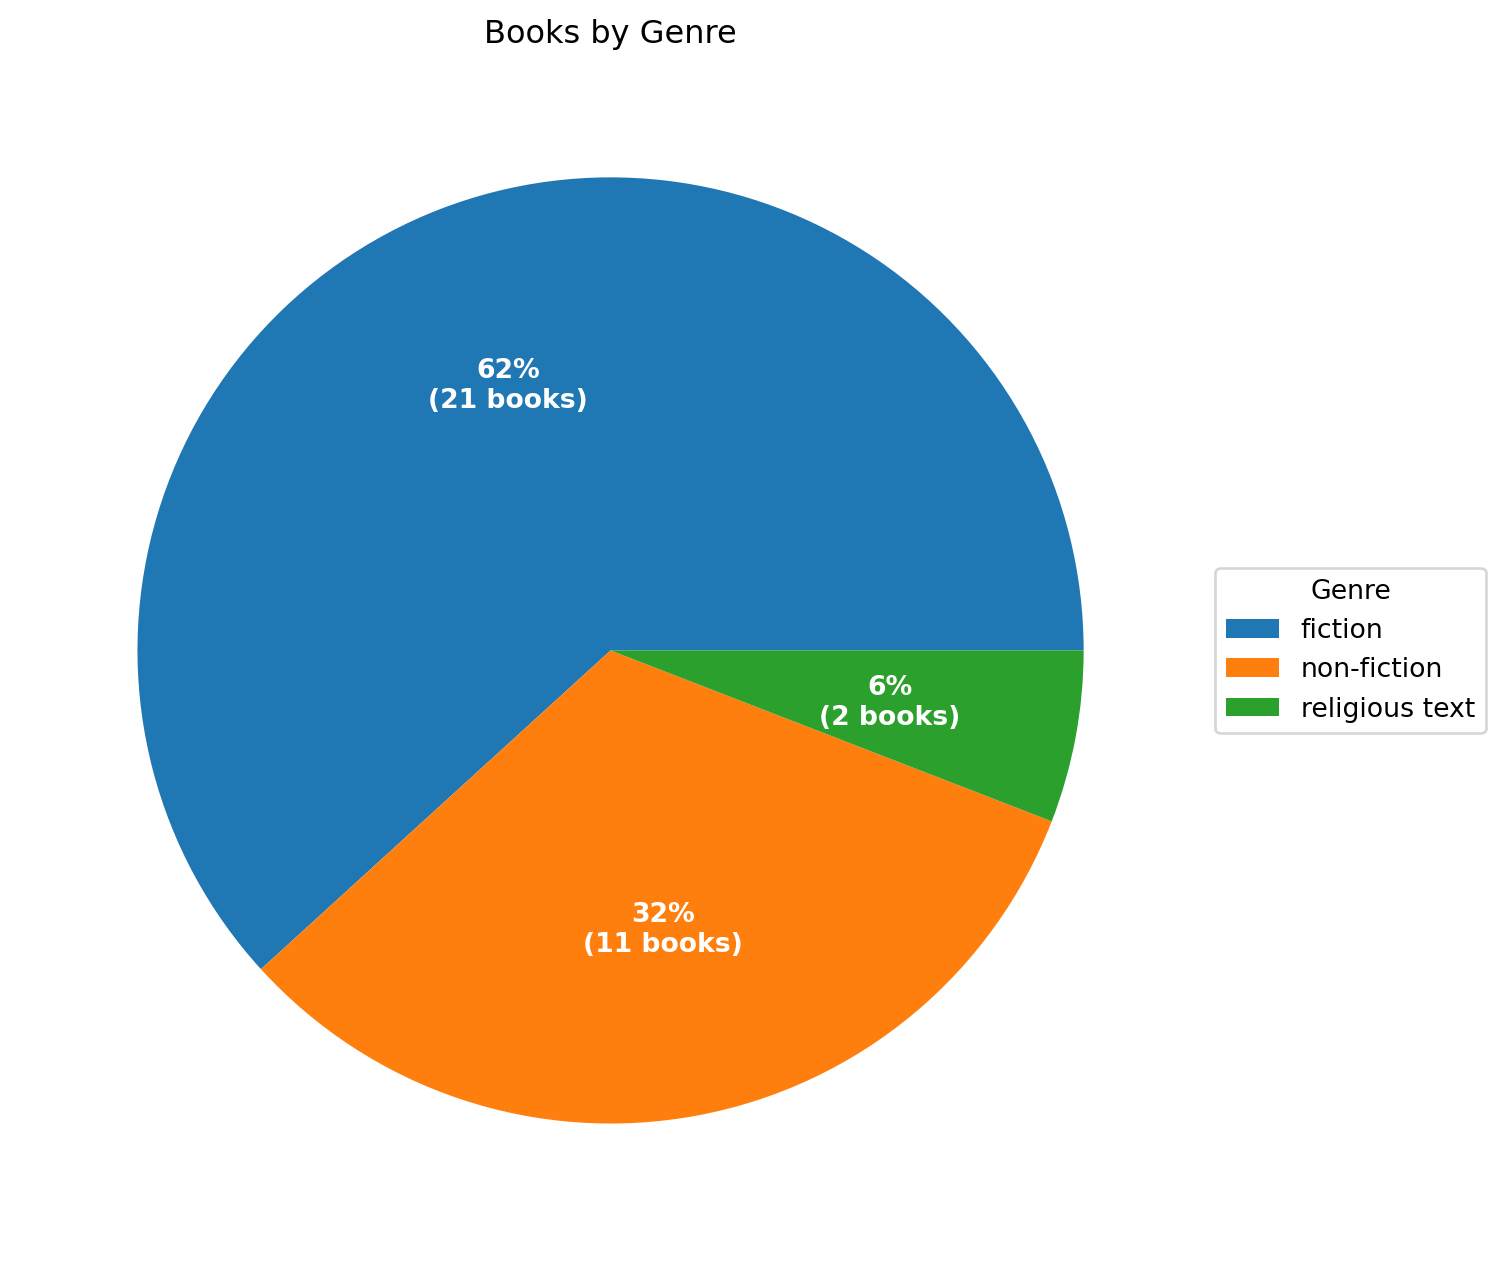 Books by Genre
62%
(21 books)
6%
(2 books)
32%
(11 books)
Genre
fiction
non-fiction
religious text